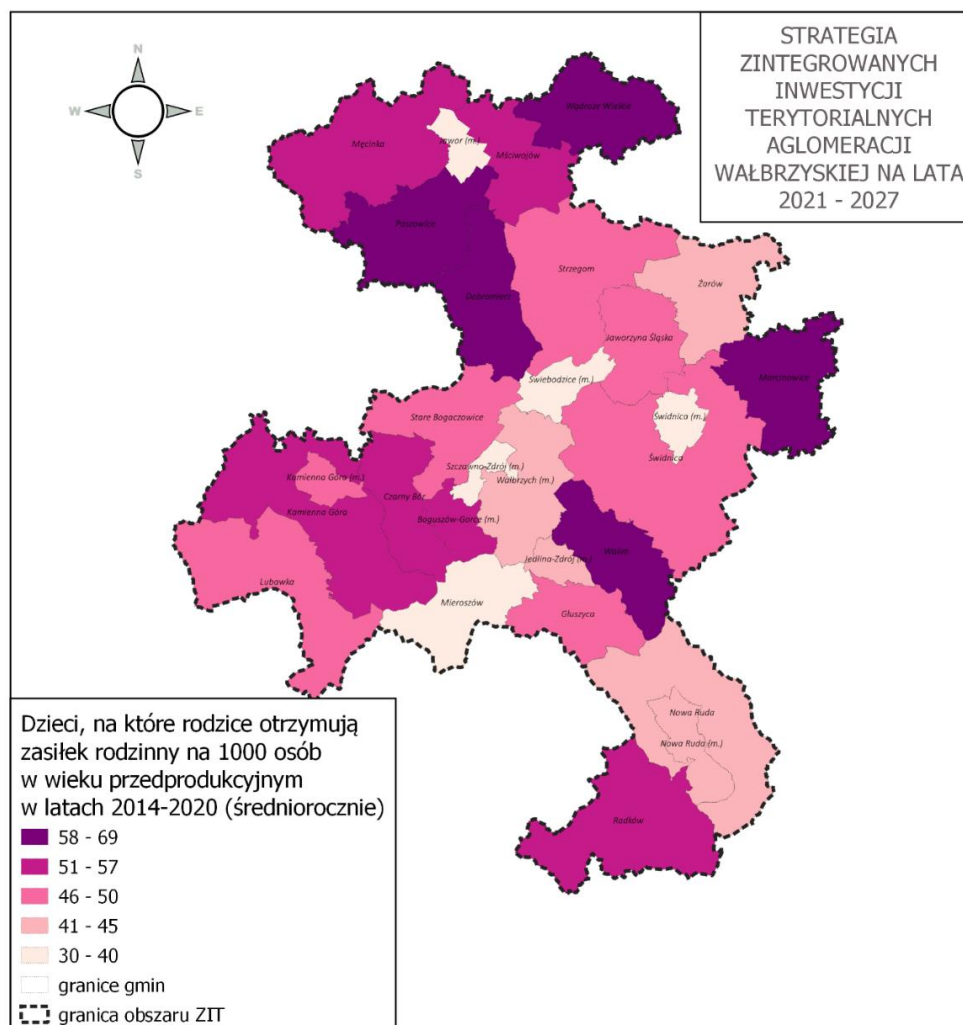 N
W
E
S
STRATEGIA
ZINTEGROWANYCH
INWESTYCJI
TERYTORIALNYCH
AGLOMERACJI
WAŁBRZYSKIEJ NA LATA
2021 - 2027
Wądroże Wielkie
Męcinka
Jawor (m.)
Mściwojów
Paszowice
Dobromierz
Strzegom
Żarów
Jaworzyna Śląska
Marcinowice
Świebodzice (m.)
Stare Bogaczowice
Świdnica (m.)
Świdnica
Szczawno-Zdrój (m.)
Kamienna Góra (m.)
Wałbrzych (m.)
Czarny Bór
Kamienna Góra
Boguszów-Gorce (m.)
Walim
Jedlina-Zdrój (m.)
Lubawka
Mieroszów
Głuszyca
Nowa Ruda
Nowa Ruda (m.)
Radków
Dzieci, na które rodzice otrzymują
zasiłek rodzinny na 1000 osób
w wieku przedprodukcyjnym
w latach 2014-2020 (średniorocznie)
58 - 69
51 - 57
46 - 50
41 - 45
30 - 40
granice gmin
granica obszaru ZIT